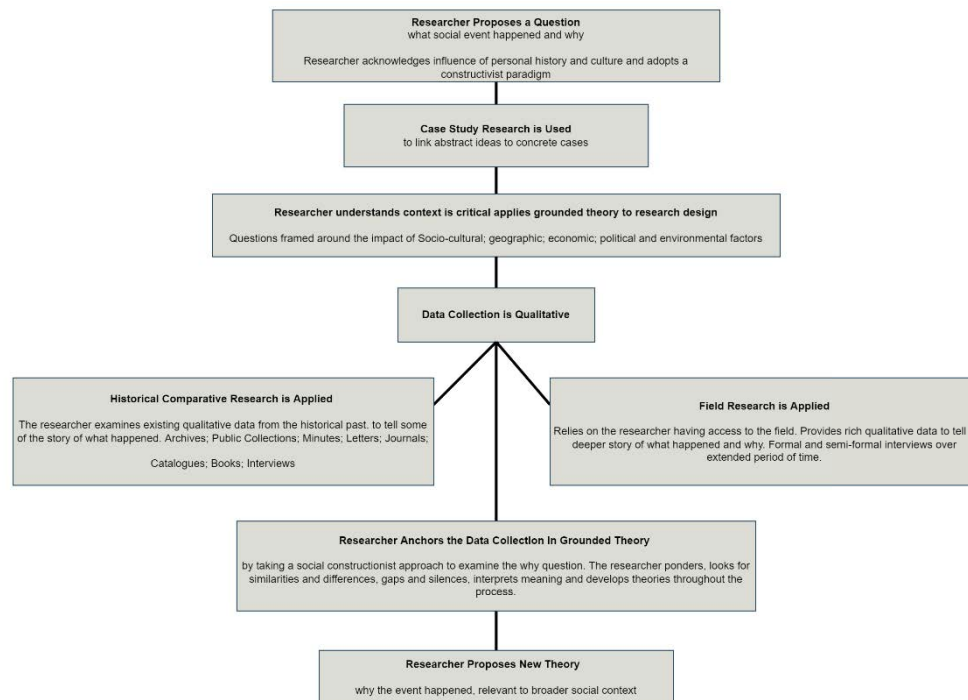 Researcher Proposes a Question
what social event happened and why
Researcher acknowledges influence of personal history and culture and adopts a
constructivist paradigm
Case Study Research is Used
to link abstract ideas to concrete cases
Researcher understands context is critical applies grounded theory to research design
Questions framed around the impact of Socio-cultural; geographic; economic; political and environmental factors
Data Collection is Qualitative
Historical Comparative Research is Applied
The researcher examines existing qualitative data from the historical past. to tell some
of the story of what happened. Archives; Public Collections; Minutes; Letters; Journals;
Catalogues; Books; Interviews
Field Research is Applied
Relies on the researcher having access to the field. Provides rich qualitative data to tell
deeper story of what happened and why. Formal and semi-formal interviews over
extended period of time.
Researcher Anchors the Data Collection In Grounded Theory
by taking a social constructionist approach to examine the why question. The researcher ponders, looks for
similarities and differences, gaps and silences, interprets meaning and develops theories throughout the
process.
Researcher Proposes New Theory
why the event happened, relevant to broader social context